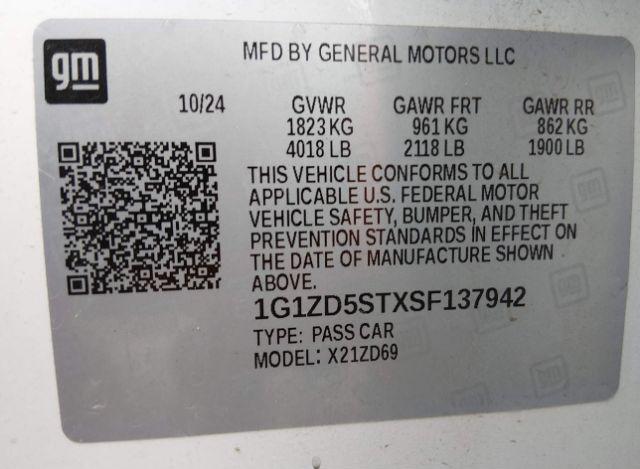 gm
MFD BY GENERAL MOTORS LLC
10/24 GVWR GAWR FRT GAWR RR
1823 KG 961 KG 862 KG
4018 LB 2118 LB 1900 LB
THIS VEHICLE CONFORMS TO ALL
APPLICABLE U.S. FEDERAL MOTOR
VEHICLE SAFETY, BUMPER, AND THEFT
PREVENTION STANDARDS IN EFFECT ON
THE DATE OF MANUFACTURE SHOWN
ABOVE.
1G1ZD5STXSF137942
TYPE: PASS CAR
MODEL: X21ZD69